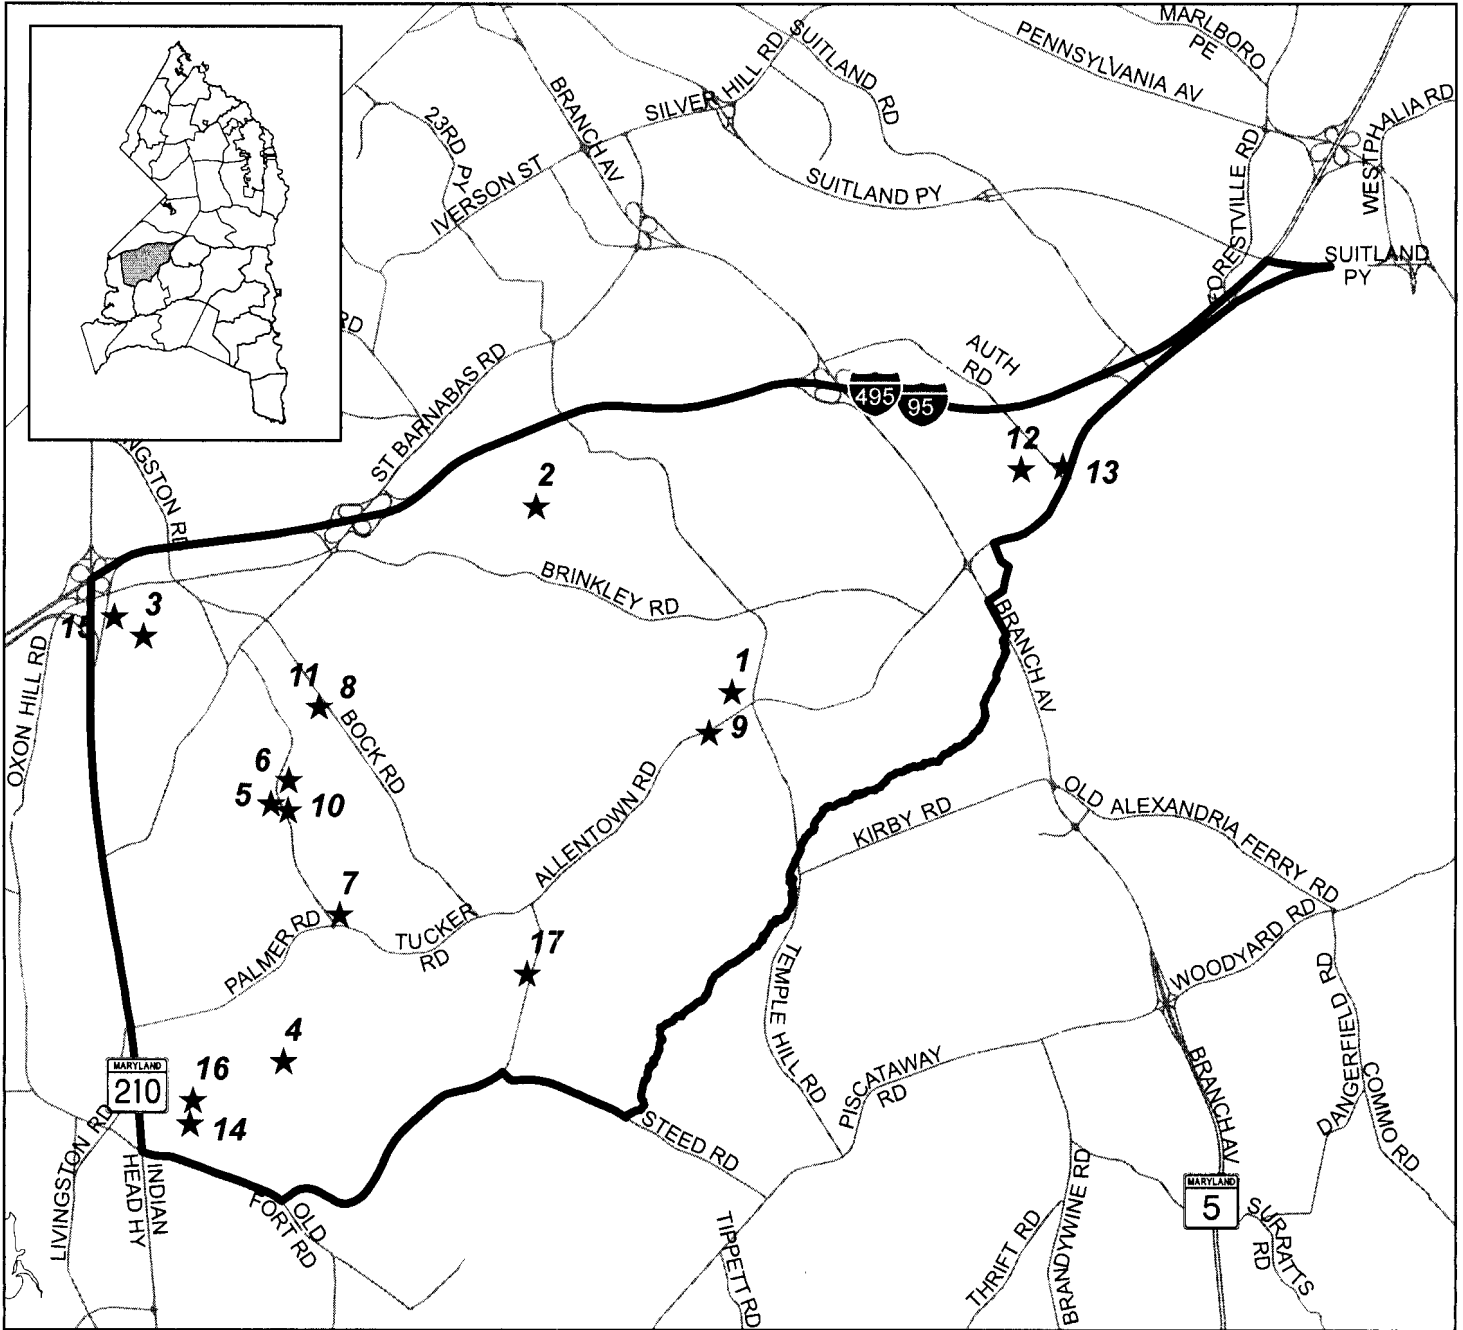 MARLBORO
PE
PENNSYLVANIA AV
SUITLAND RD
SILVER HILL RD
BRANCH AV
23RD PY
IVERSON ST
SUITLAND PY
FORESTVILLE RD
WESTPHALIA RD
SUITLAND
PY
RD
ST BARNABAS RD
AUTH
RD
495
95
NGSTON RD
12
13
2
BRINKLEY RD
3
15
OXON HILL RD
BRANCH AV
1
11
8
BOCK RD
9
6
5
10
ALLENTOWN RD
KIRBY RD
OLD ALEXANDRIA FERRY RD
7
PALMER RD
TUCKER
RD
17
WOODYARD RD
TEMPLE HILL RD
DANGERFIELD RD
4
MARYLAND
210
16
14
PISCATAWAY
RD
BRANCH AV
COMMO RD
LIVINGSTON RD
INDIAN
HEAD HY
STEED RD
OLD
FORT RD
MARYLAND
5
TIPPETT RD
THRIFT RD
BRANDYWINE RD
SURRATTS
RD